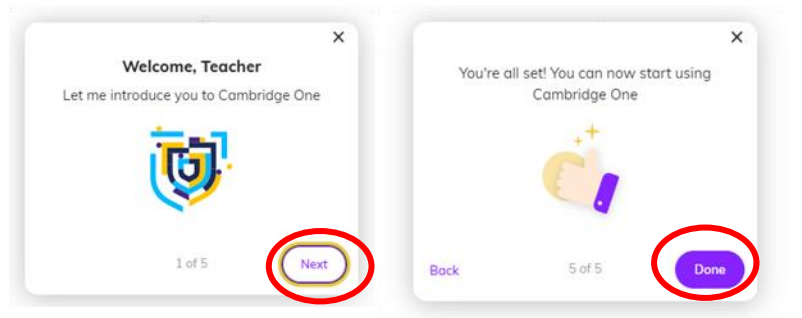 Welcome, Teacher
Let me introduce you to Cambridge One
1 of 5
Next
You're all set! You can now start using
Cambridge One
Back
5 of 5
Done